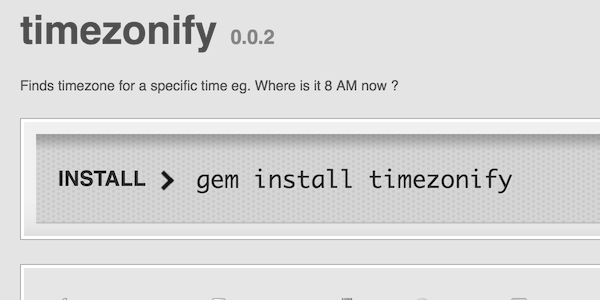 timezonify 0.0.2
Finds timezone for a specific time eg. Where is it 8 AM now ?
INSTALL > gem install timezonify